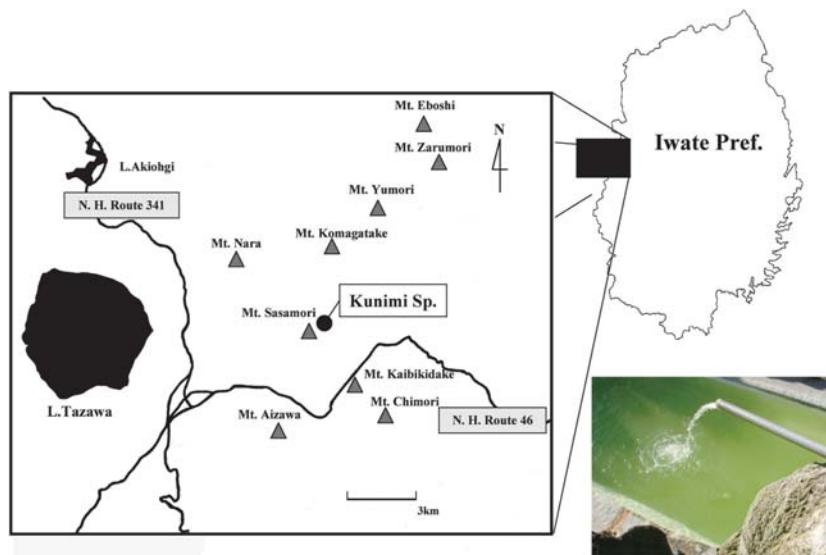 Mt. Eboshi
N
Mt. Zarumori
Iwate Pref.
L.Akiohgi
N. H. Route 341
Mt. Yumori
Mt. Komagatake
Mt. Nara
Kunimi Sp.
Mt. Sasamori
Mt. Kaibikidake
L.Tazawa
Mt. Chimori
Mt. Aizawa
N. H. Route 46
3km